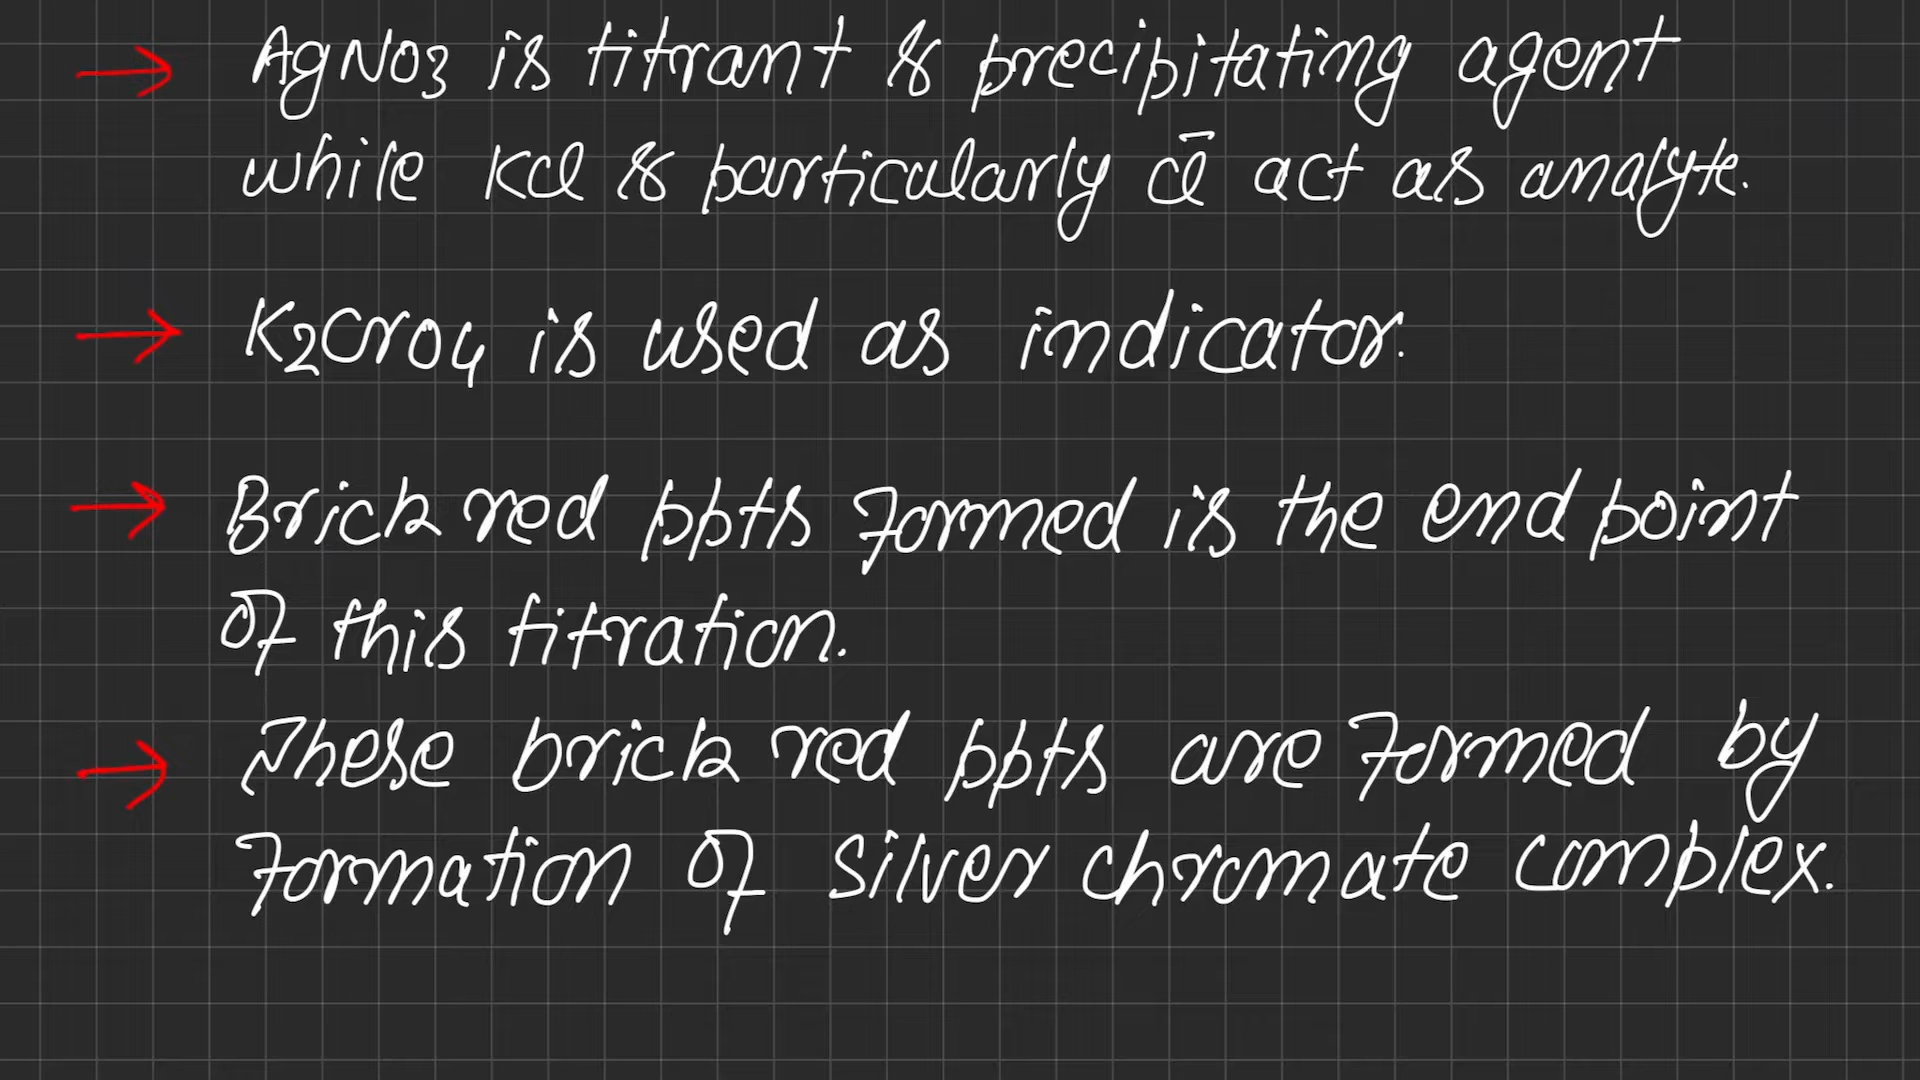 → AgNO3 is titrant & precipitating agent
while KCl & particularly Cl̄ act as analyte.
→ K2CrO4 is used as indicator.
→ Brick red ppts formed is the end point
of this titration.
→ These brick red ppts are formed by
formation of silver chromate complex.